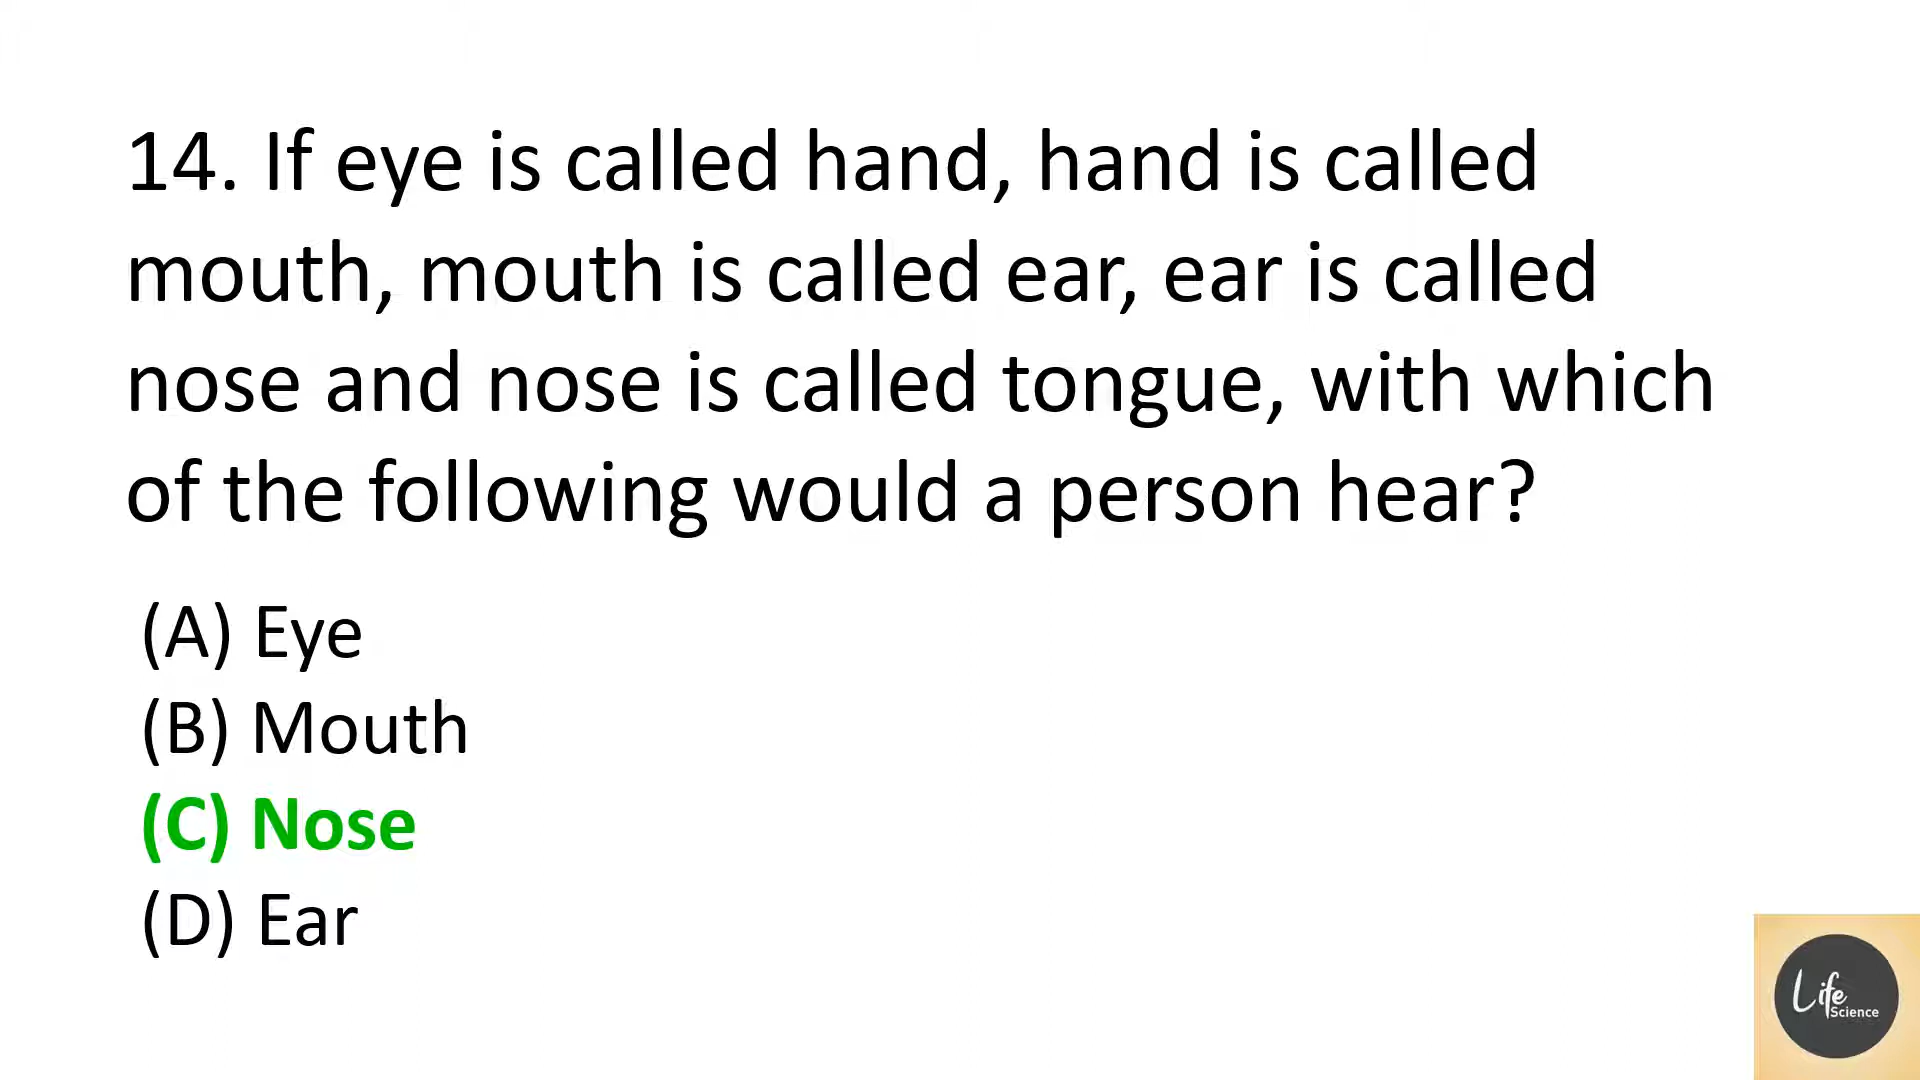 14. If eye is called hand, hand is called
mouth, mouth is called ear, ear is called
nose and nose is called tongue, with which
of the following would a person hear?
(A) Eye
(B) Mouth
(C) Nose
(D) Ear
Life
Science